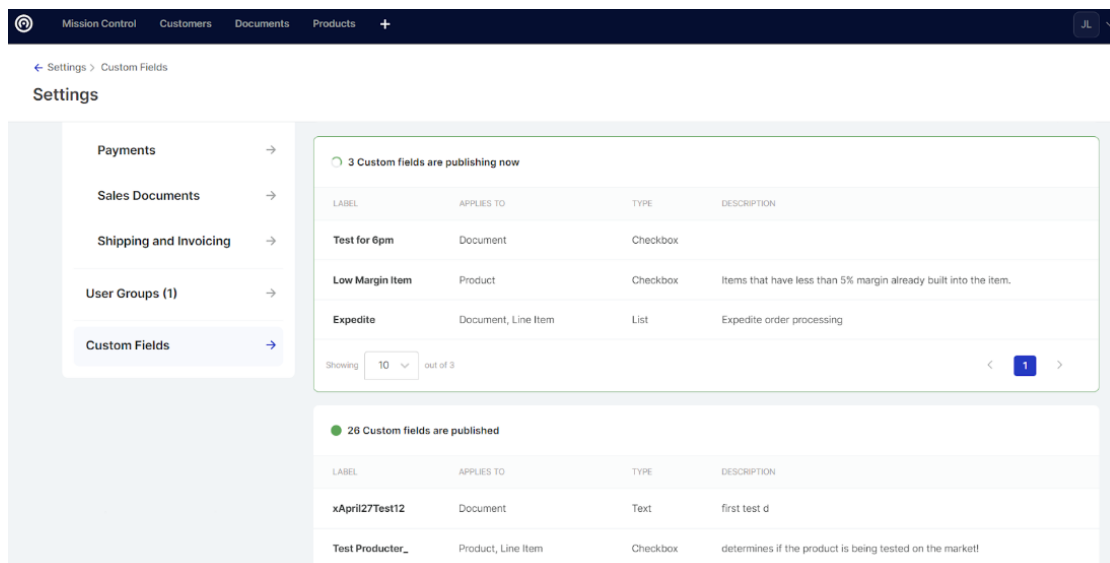 Mission Control Customers Documents Products +
JL
← Settings > Custom Fields
Settings
Payments →
Sales Documents →
Shipping and Invoicing →
User Groups (1) →
Custom Fields →
3 Custom fields are publishing now
LABEL APPLIES TO TYPE DESCRIPTION
Test for 6pm Document Checkbox
Low Margin Item Product Checkbox Items that have less than 5% margin already built into the item.
Expedite Document, Line Item List Expedite order processing
Showing 10 out of 3 < 1 >
26 Custom fields are published
LABEL APPLIES TO TYPE DESCRIPTION
xApril27Test12 Document Text first test d
Test Producter_ Product, Line Item Checkbox determines if the product is being tested on the market!